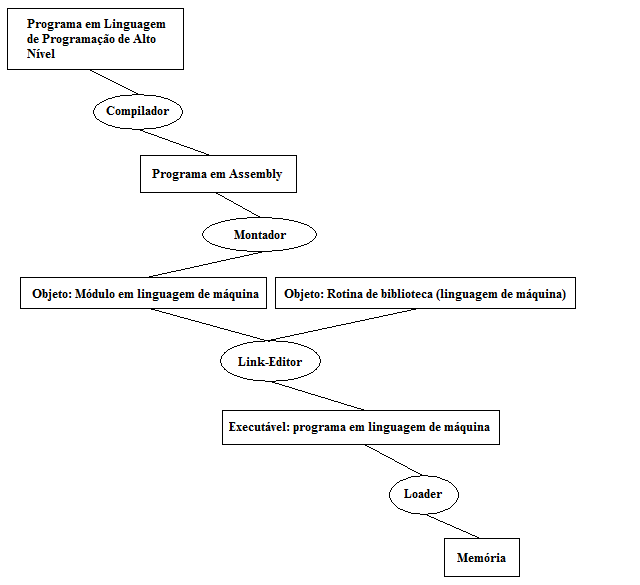 Programa em Linguagem
de Programação de Alto
Nível
Compilador
Programa em Assembly
Montador
Objeto: Módulo em linguagem de máquina
Objeto: Rotina de biblioteca (linguagem de máquina)
Link-Editor
Executável: programa em linguagem de máquina
Loader
Memória